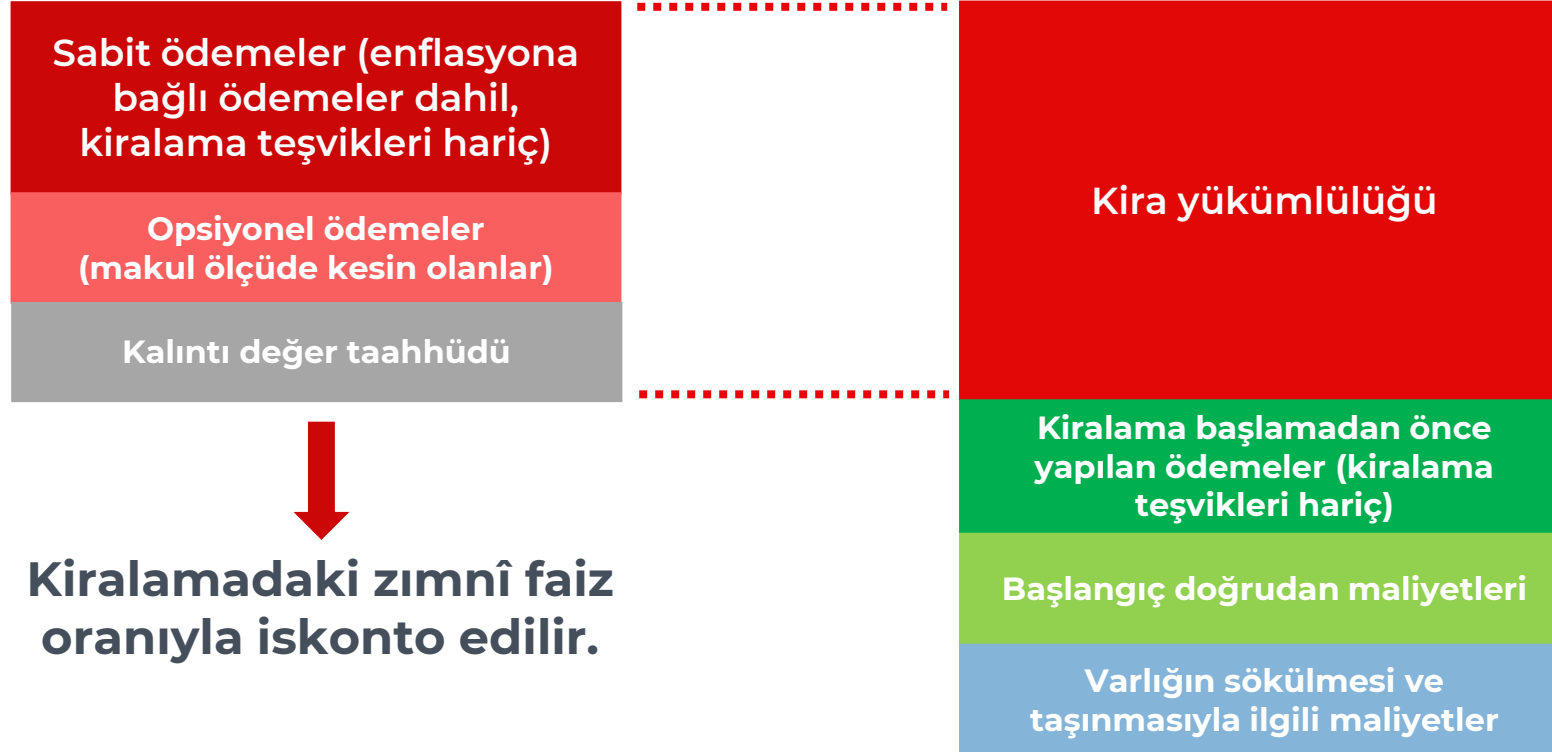 Sabit ödemeler (enflasyona
bağlı ödemeler dahil,
kiralama teşvikleri hariç)
Opsiyonel ödemeler
(makul ölçüde kesin olanlar)
Kalıntı değer taahhüdü
Kiralamadaki zımnî faiz
oranıyla iskonto edilir.
Kira yükümlülüğü
Kiralama başlamadan önce
yapılan ödemeler (kiralama
teşvikleri hariç)
Başlangıç doğrudan maliyetleri
Varlığın sökülmesi ve
taşınmasıyla ilgili maliyetler